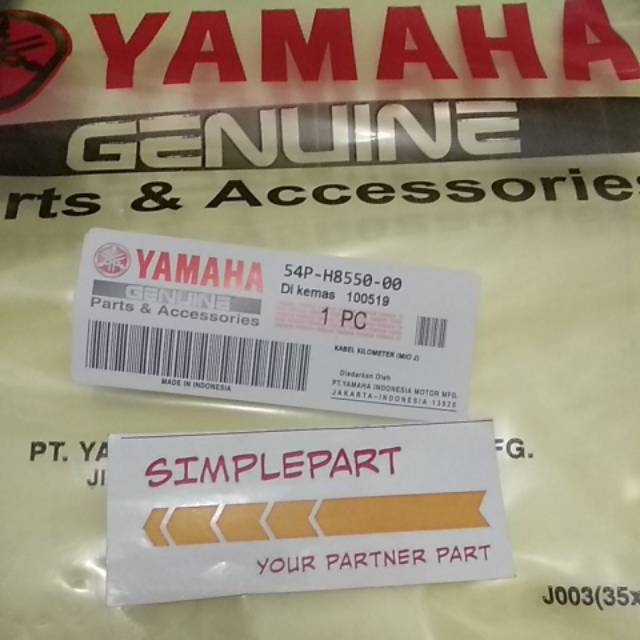 YAMAHA
GENUINE
rts & Accessories
YAMAHA
GENUINE
Parts & Accessories
MADE IN INDONESIA
54P-H8550-00
Di kemas 100519
1 PC
KABEL KILOMETER (MIO J)
Diedarkan Oleh
PT.YAMAHA INDONESIA MOTOR MFG.
JAKARTA-INDONESIA 13920
PT. YA
FG.
JI
SIMPLEPART
YOUR PARTNER PART
J003(35x